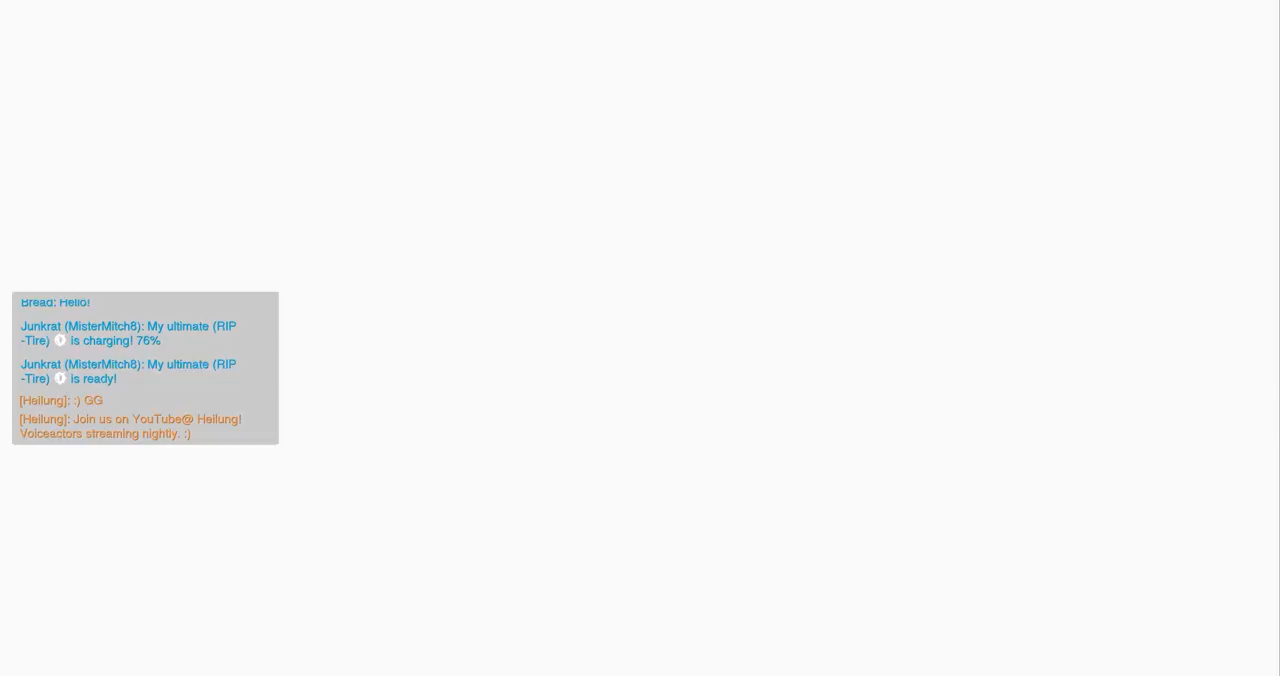 Bread: Hello!
Junkrat (MisterMitch8): My ultimate (RIP
-Tire) is charging! 76%
Junkrat (MisterMitch8): My ultimate (RIP
-Tire) is ready!
[Heilung]: :) GG
[Heilung]: Join us on YouTube@ Heilung!
Voiceactors streaming nightly. :)